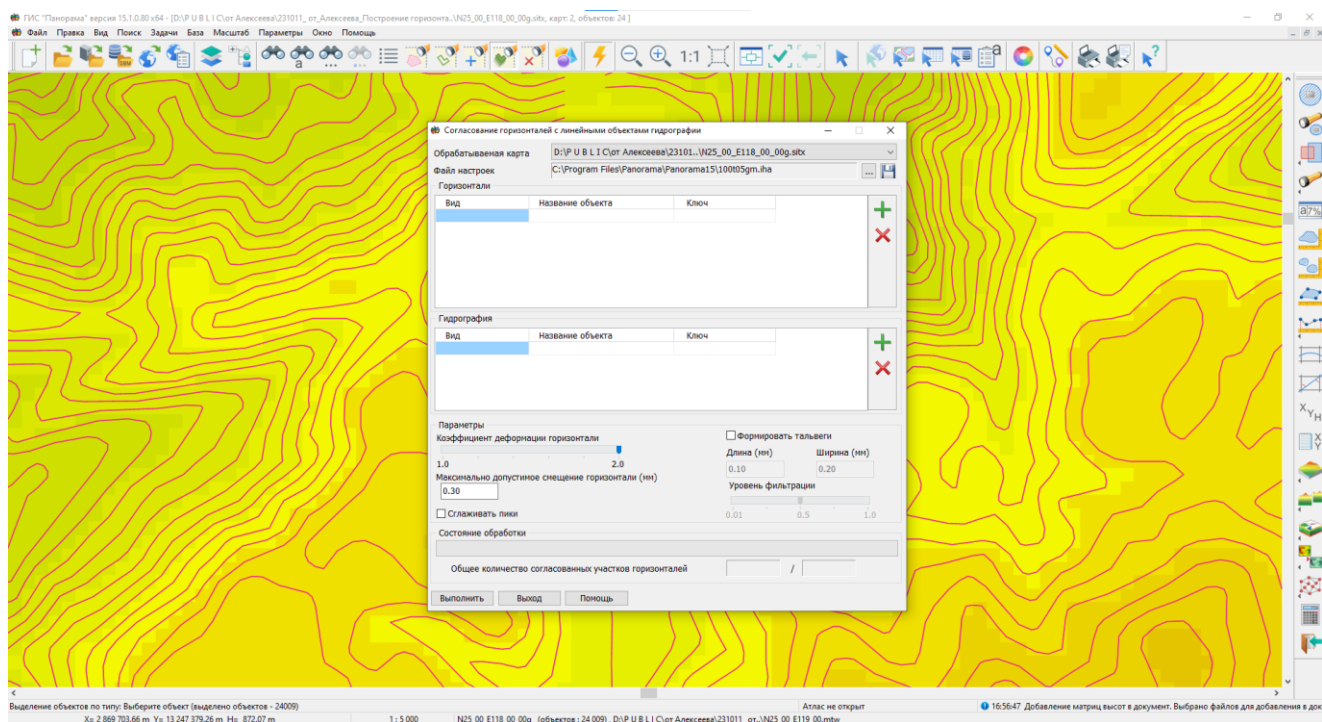 ГИС "Панорама" версия 15.1.0.80 x64 - [D:\P U B L I C\от Алексеева\231011_ от_Алексеева_Построение горизонта..\N25_00_E118_00_00g.sitx, карт: 2, объектов: 24 ]
Файл Правка Вид Поиск Задачи База Масштаб Параметры Окно Помощь
1:1
Согласование горизонталей с линейными объектами гидрографии
Обрабатываеная карта D:\P U B L I C\от Алексеева\23101..\N25_00_E118_00_00g.sitx
Файл настроек C:\Program Files\Panorama\Panorama15\100t05gm.iha ...
Горизонтали
Вид Название объекта Ключ
Гидрография
Вид Название объекта Ключ
Параметры
Коэффициент деформации горизонтали
1.0 2.0
Максимально допустимое смещение горизонтали (мм)
0.30
Сглаживать пики
Формировать тальвеги
Длина (мм) Ширина (мм)
0.10 0.20
Уровень фильтрации
0.01 0.5 1.0
Состояние обработки
Общее количество согласованных участков горизонталей /
Выполнить Выход Помощь
Выделение объектов по типу: Выберите объект (выделено объектов - 24009) Атлас не открыт 16:56:47 Добавление матриц высот в документ. Выбрано файлов для добавления в док
X= 2 869 703.66 m Y= 13 247 379.26 m H= 872.07 m 1 : 5 000 N25_00_E118_00_00g (объектов : 24 009) D:\P U B L I C\от Алексеева\231011_от..\N25_00_E119_00.mtw